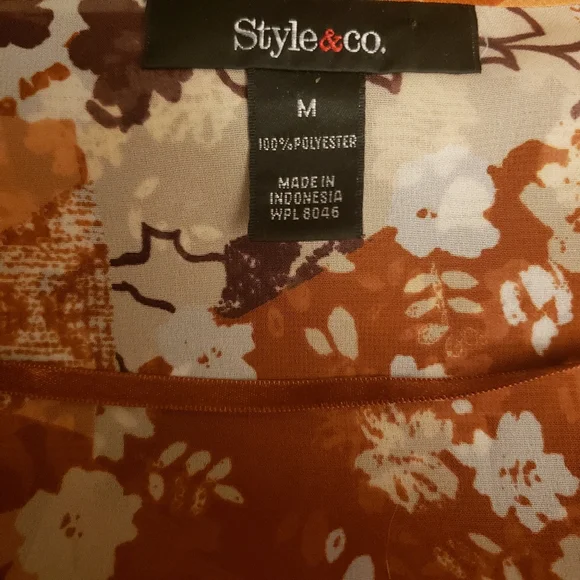 Style&co.
M
100% POLYESTER
MADE IN
INDONESIA
WPL 8046